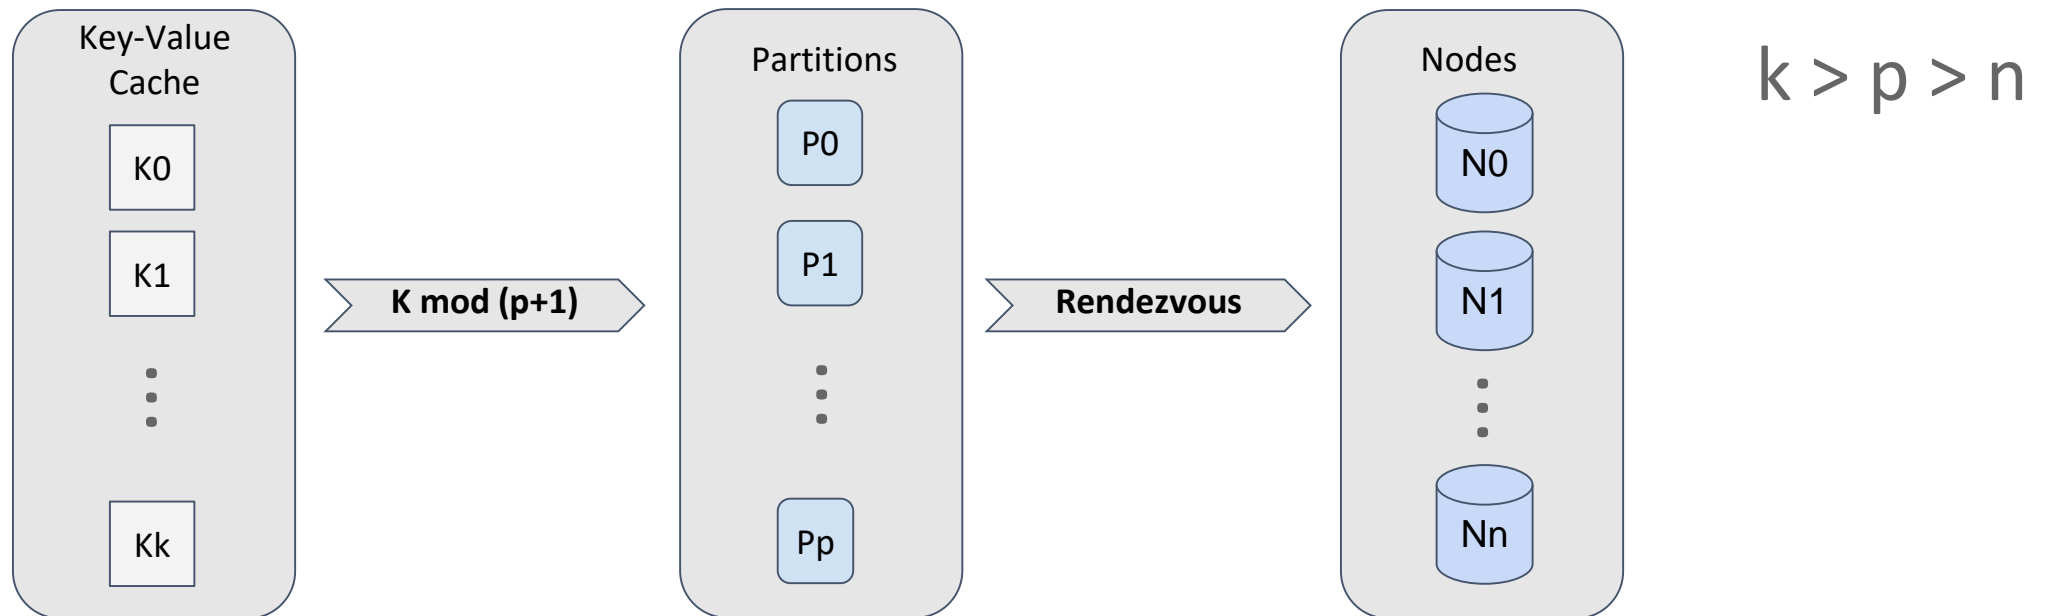 Key-Value
Cache
K0
K1
Kk
K mod (p+1)
Partitions
P0
P1
Pp
Rendezvous
Nodes
N0
N1
Nn
k > p > n